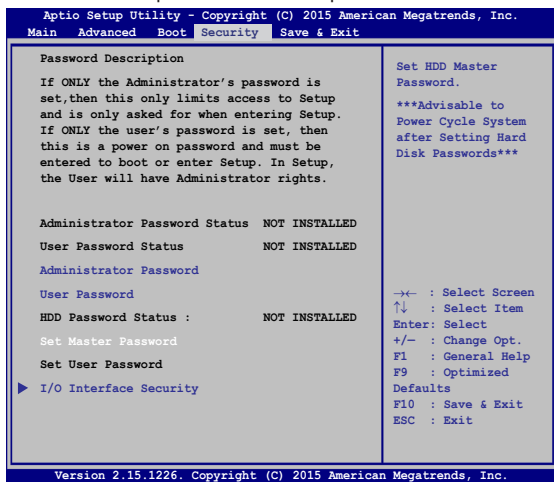 Aptio Setup Utility - Copyright (C) 2015 American Megatrends, Inc.
Main Advanced Boot Security Save & Exit
Password Description
If ONLY the Administrator's password is
set,then this only limits access to Setup
and is only asked for when entering Setup.
If ONLY the user's password is set, then
this is a power on password and must be
entered to boot or enter Setup. In Setup,
the User will have Administrator rights.
Administrator Password Status NOT INSTALLED
User Password Status NOT INSTALLED
Administrator Password
User Password
HDD Password Status : NOT INSTALLED
Set Master Password
Set User Password
I/O Interface Security
Set HDD Master
Password.
***Advisable to
Power Cycle System
after Setting Hard
Disk Passwords***
→← : Select Screen
↑↓ : Select Item
Enter: Select
+/— : Change Opt.
F1 : General Help
F9 : Optimized
Defaults
F10 : Save & Exit
ESC : Exit
Version 2.15.1226. Copyright (C) 2015 American Megatrends, Inc.